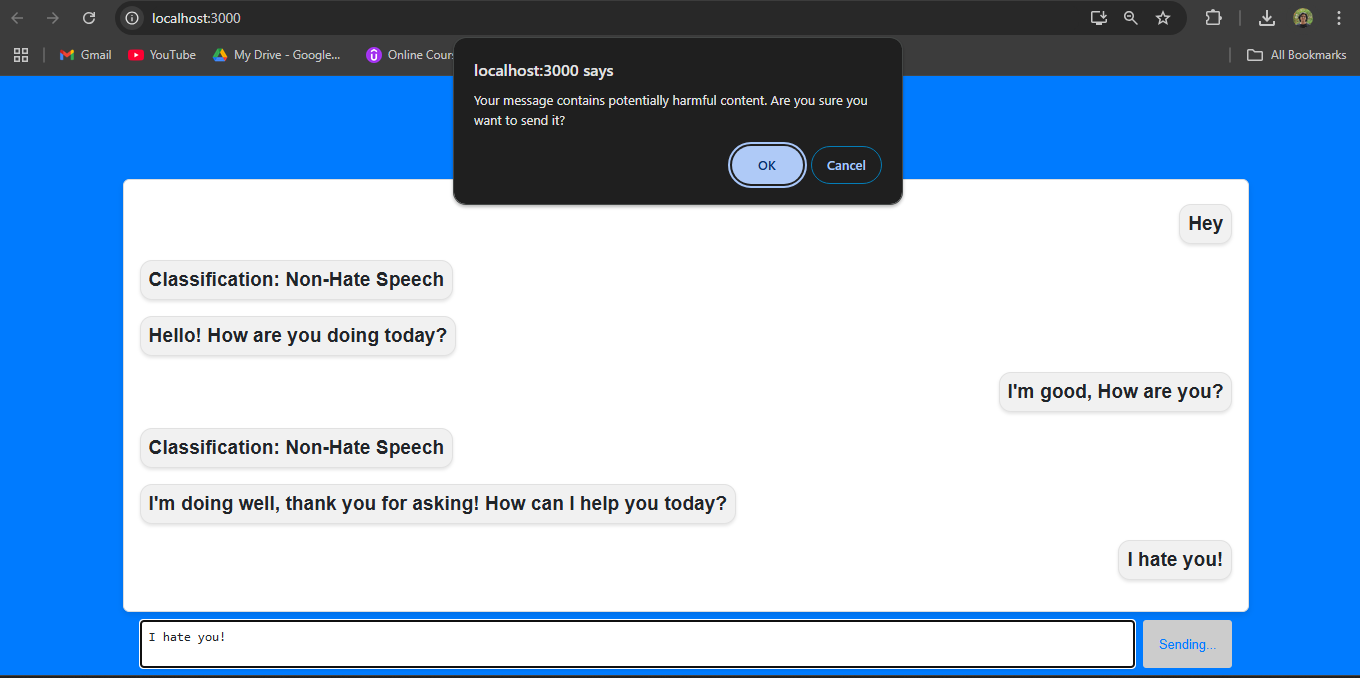 localhost:3000
Gmail
YouTube
My Drive - Google...
Online Cour
All Bookmarks
localhost:3000 says
Your message contains potentially harmful content. Are you sure you
want to send it?
OK
Cancel
Hey
Classification: Non-Hate Speech
Hello! How are you doing today?
I'm good, How are you?
Classification: Non-Hate Speech
I'm doing well, thank you for asking! How can I help you today?
I hate you!
I hate you!
Sending...